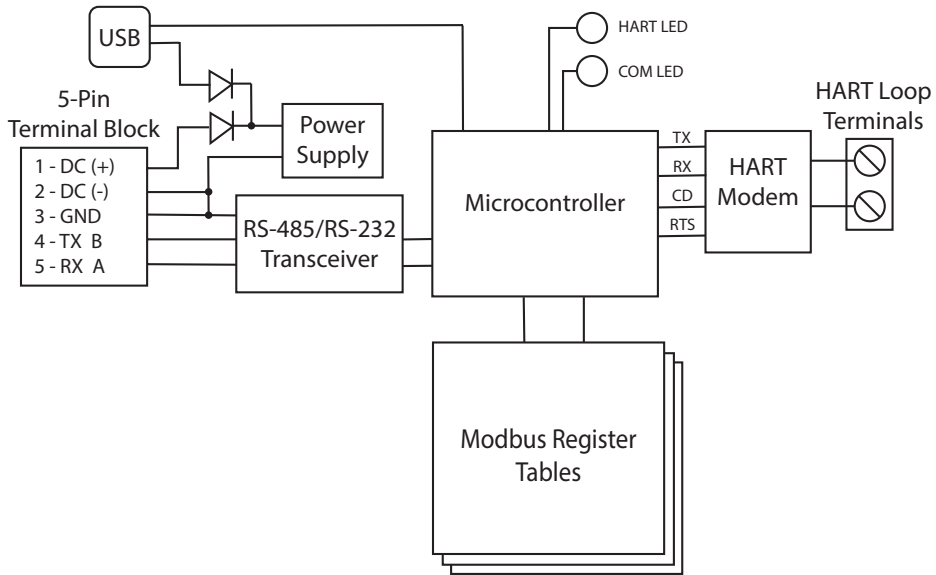 USB
HART LED
COM LED
5-Pin
Terminal Block
1 - DC (+)
2 - DC (-)
3 - GND
4 - TX B
5 - RX A
Power
Supply
RS-485/RS-232
Transceiver
Microcontroller
TX
RX
CD
RTS
HART
Modem
HART Loop
Terminals
Modbus Register
Tables